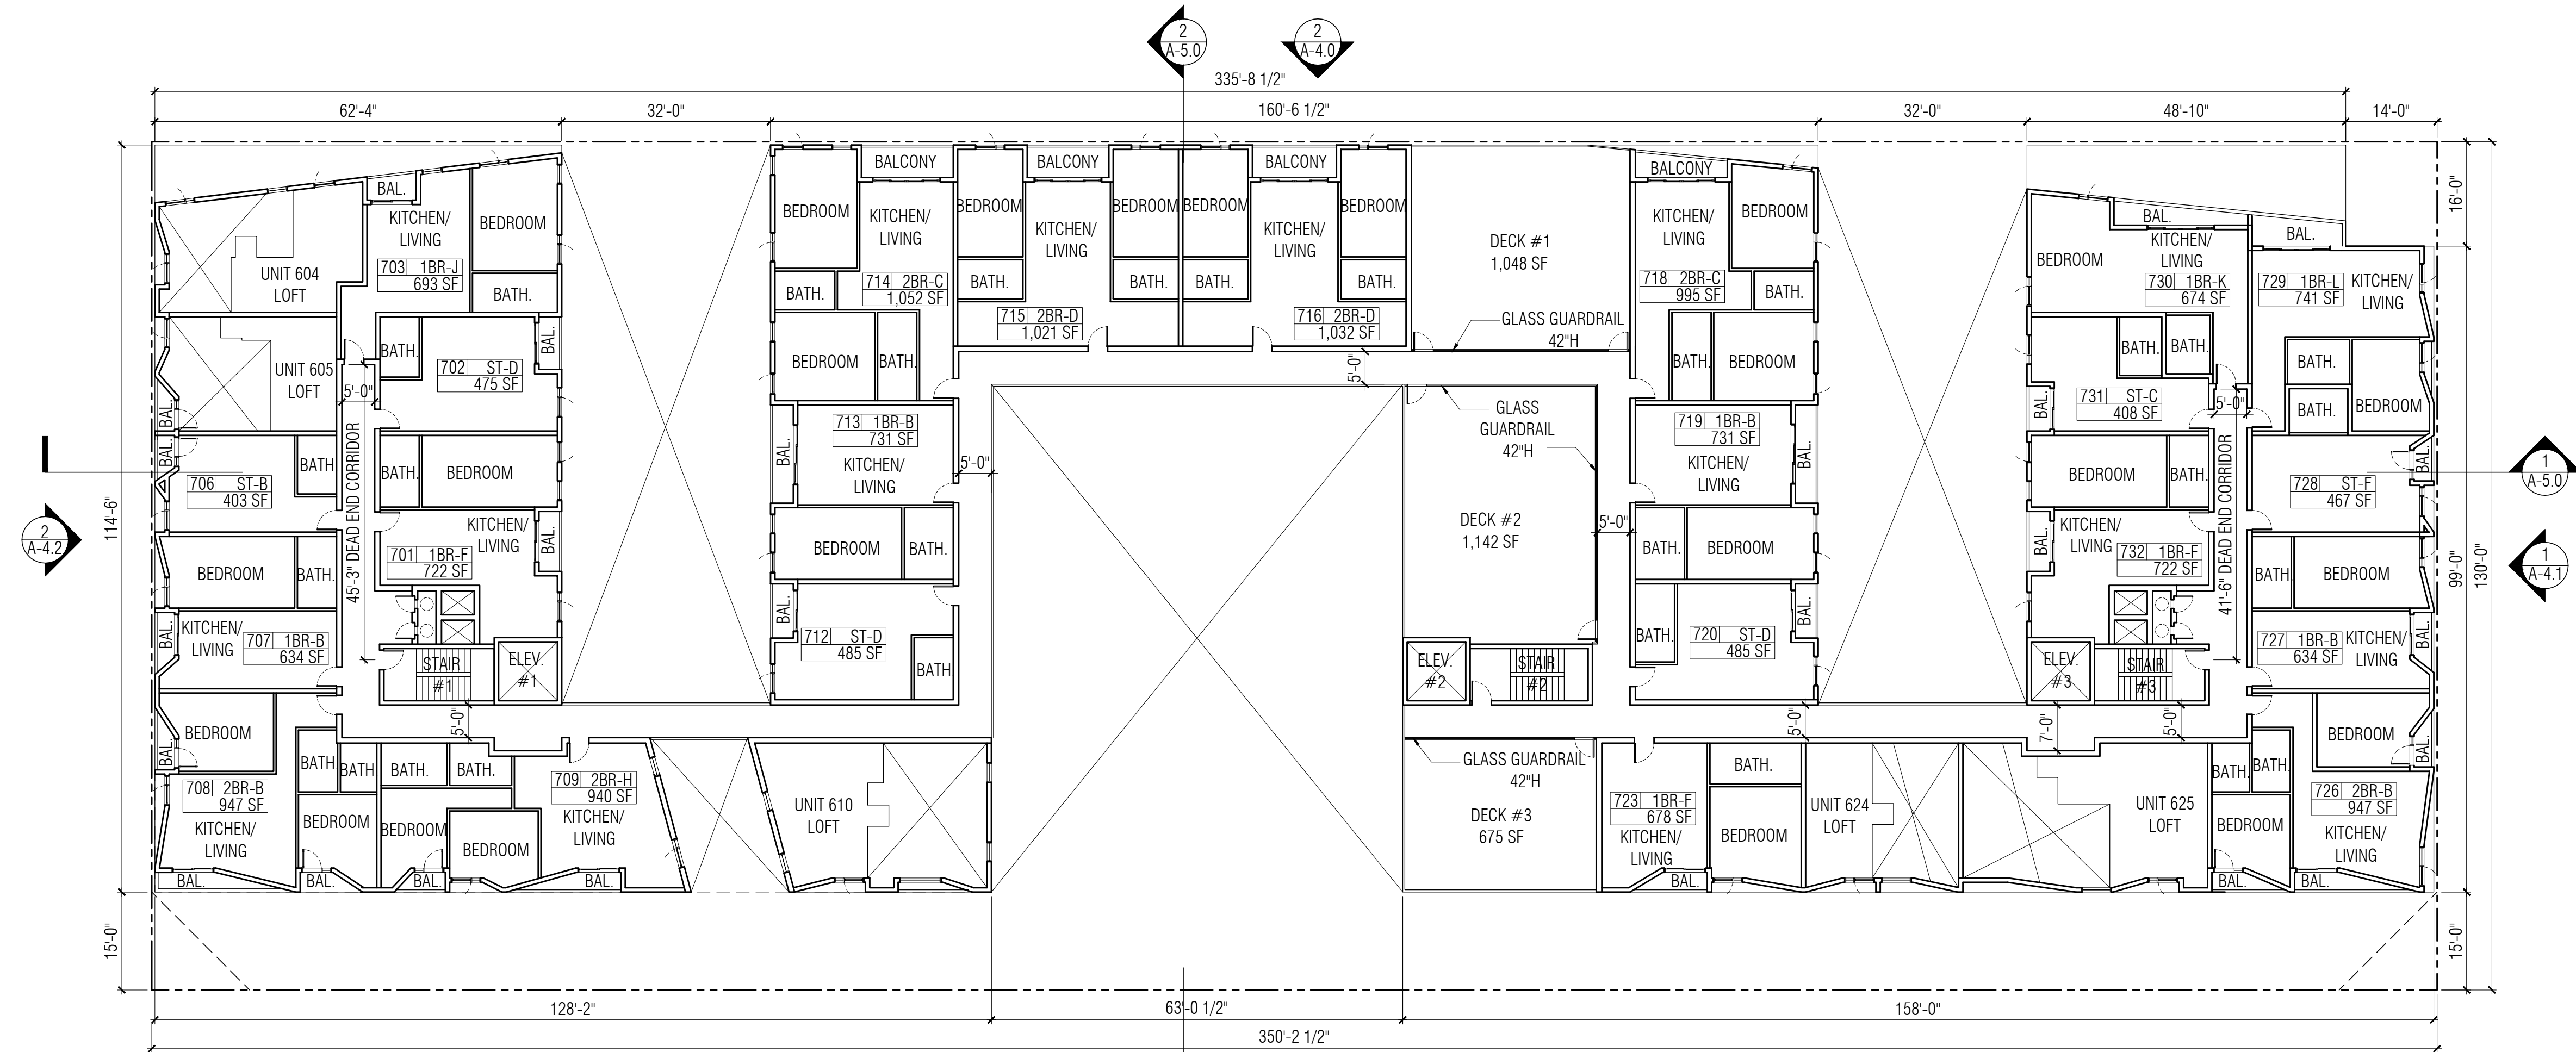 2
A-5.0
2
A-4.0
335'-8 1/2"
62'-4"
32'-0"
160'-6 1/2"
32'-0"
48'-10"
14'-0"
BAL.
KITCHEN/
LIVING
BEDROOM
703 1BR-J
693 SF
BATH.
UNIT 604
LOFT
UNIT 605
LOFT
BAL.
BATH.
702 ST-D
475 SF
BAL.
5'-0"
BAL.
BATH
706 ST-B
403 SF
BATH.
BEDROOM
45'-3" DEAD END CORRIDOR
KITCHEN/
LIVING
701 1BR-F
722 SF
BAL.
BEDROOM
BATH.
BAL.
KITCHEN/
LIVING
707 1BR-B
634 SF
STAIR
#1
ELEV.
#1
5'-0"
BEDROOM
BAL.
708 2BR-B
947 SF
KITCHEN/
LIVING
BAL.
BATH.
BATH.
BEDROOM
BAL.
BATH.
BATH.
BEDROOM
BEDROOM
BAL.
709 2BR-H
940 SF
KITCHEN/
LIVING
BAL.
UNIT 610
LOFT
BALCONY
BEDROOM
KITCHEN/
LIVING
714 2BR-C
1,052 SF
BATH.
BEDROOM
BATH.
BALCONY
BEDROOM
KITCHEN/
LIVING
BEDROOM
BATH.
BATH.
715 2BR-D
1,021 SF
BALCONY
BEDROOM
KITCHEN/
LIVING
BEDROOM
BATH.
BATH.
716 2BR-D
1,032 SF
5'-0"
713 1BR-B
731 SF
BAL.
KITCHEN/
LIVING
5'-0"
BEDROOM
BATH.
BAL.
712 ST-D
485 SF
BATH
DECK #1
1,048 SF
GLASS GUARDRAIL
42"H
GLASS
GUARDRAIL
42"H
DECK #2
1,142 SF
5'-0"
ELEV.
#2
STAIR
#2
GLASS GUARDRAIL
42"H
DECK #3
675 SF
BALCONY
KITCHEN/
LIVING
BEDROOM
718 2BR-C
995 SF
BATH.
BATH.
BEDROOM
719 1BR-B
731 SF
KITCHEN/
LIVING
BAL.
BATH.
BEDROOM
BATH.
720 ST-D
485 SF
BAL.
5'-0"
723 1BR-F
678 SF
KITCHEN/
LIVING
BAL.
BATH.
BEDROOM
UNIT 624
LOFT
UNIT 625
LOFT
7'-0"
5'-0"
BAL.
BEDROOM
KITCHEN/
LIVING
730 1BR-K
674 SF
BAL.
729 1BR-L
741 SF
KITCHEN/
LIVING
BATH.
BATH.
731 ST-C
408 SF
BAL.
5'-0"
BATH.
BATH.
BEDROOM
BEDROOM
BATH.
41'-6" DEAD END CORRIDOR
728 ST-F
467 SF
BAL.
KITCHEN/
LIVING
732 1BR-F
722 SF
BAL.
BATH
BEDROOM
727 1BR-B
634 SF
KITCHEN/
LIVING
BAL.
ELEV.
#3
STAIR
#3
BEDROOM
BAL.
BATH.
BATH.
BEDROOM
BAL.
726 2BR-B
947 SF
KITCHEN/
LIVING
BAL.
2
A-4.2
114'-6"
15'-0"
16'-0"
99'-0"
130'-0"
15'-0"
1
A-5.0
1
A-4.1
128'-2"
63'-0 1/2"
158'-0"
350'-2 1/2"